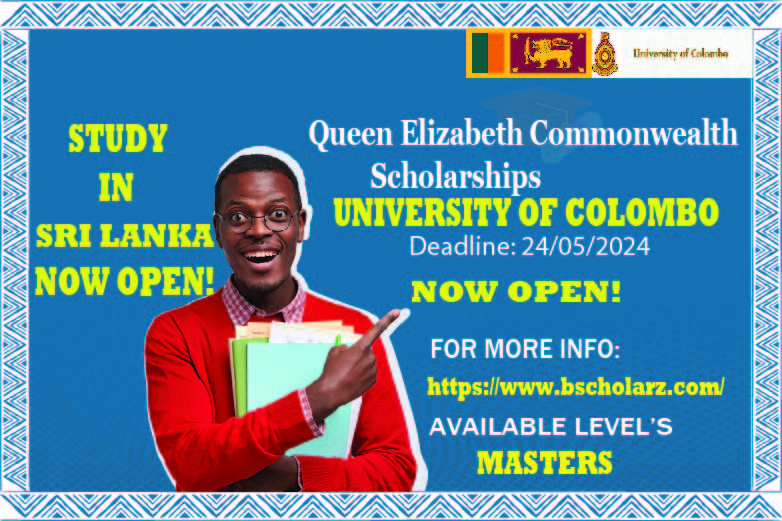 University of Colombo
STUDY
IN
SRI LANKA
NOW OPEN!
Queen Elizabeth Commonwealth
Scholarships
UNIVERSITY OF COLOMBO
Deadline: 24/05/2024
NOW OPEN!
FOR MORE INFO:
https://www.bscholarz.com/
AVAILABLE LEVEL'S
MASTERS